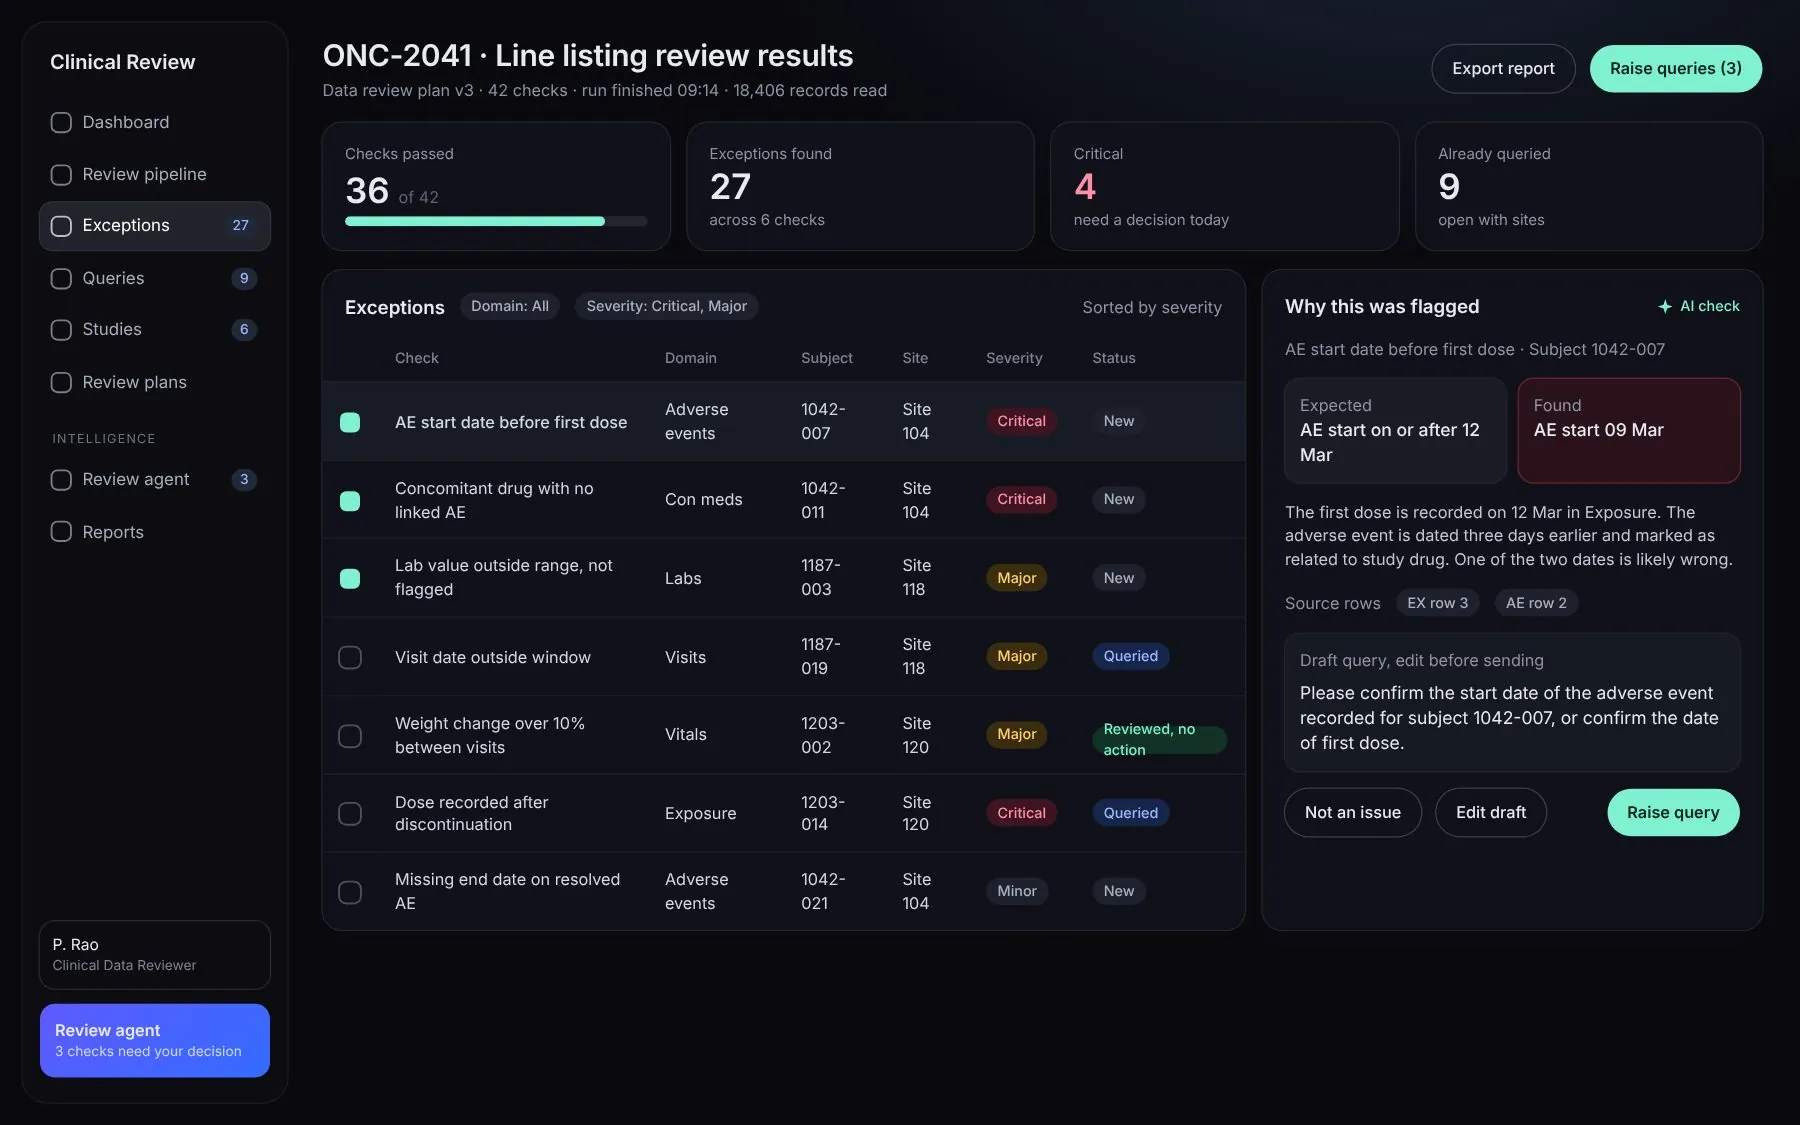 Clinical Review
Dashboard
Review pipeline
Exceptions 27
Queries 9
Studies 6
Review plans
INTELLIGENCE
Review agent 3
Reports
P. Rao
Clinical Data Reviewer
Review agent
3 checks need your decision
ONC-2041 · Line listing review results
Data review plan v3 · 42 checks · run finished 09:14 · 18,406 records read
Export report
Raise queries (3)
Checks passed
36 of 42
Exceptions found
27
across 6 checks
Critical
4
need a decision today
Already queried
9
open with sites
Exceptions Domain: All Severity: Critical, Major Sorted by severity
Check Domain Subject Site Severity Status
AE start date before first dose
Adverse
events
1042-
007
Site
104
Critical
New
Concomitant drug with no
linked AE
Con meds
1042-
011
Site
104
Critical
New
Lab value outside range, not
flagged
Labs
1187-
003
Site
118
Major
New
Visit date outside window
Visits
1187-
019
Site
118
Major
Queried
Weight change over 10%
between visits
Vitals
1203-
002
Site
120
Major
Reviewed, no
action
Dose recorded after
discontinuation
Exposure
1203-
014
Site
120
Critical
Queried
Missing end date on resolved
AE
Adverse
events
1042-
021
Site
104
Minor
New
Why this was flagged
AI check
AE start date before first dose · Subject 1042-007
Expected
AE start on or after 12
Mar
Found
AE start 09 Mar
The first dose is recorded on 12 Mar in Exposure. The
adverse event is dated three days earlier and marked as
related to study drug. One of the two dates is likely wrong.
Source rows EX row 3 AE row 2
Draft query, edit before sending
Please confirm the start date of the adverse event
recorded for subject 1042-007, or confirm the date
of first dose.
Not an issue
Edit draft
Raise query